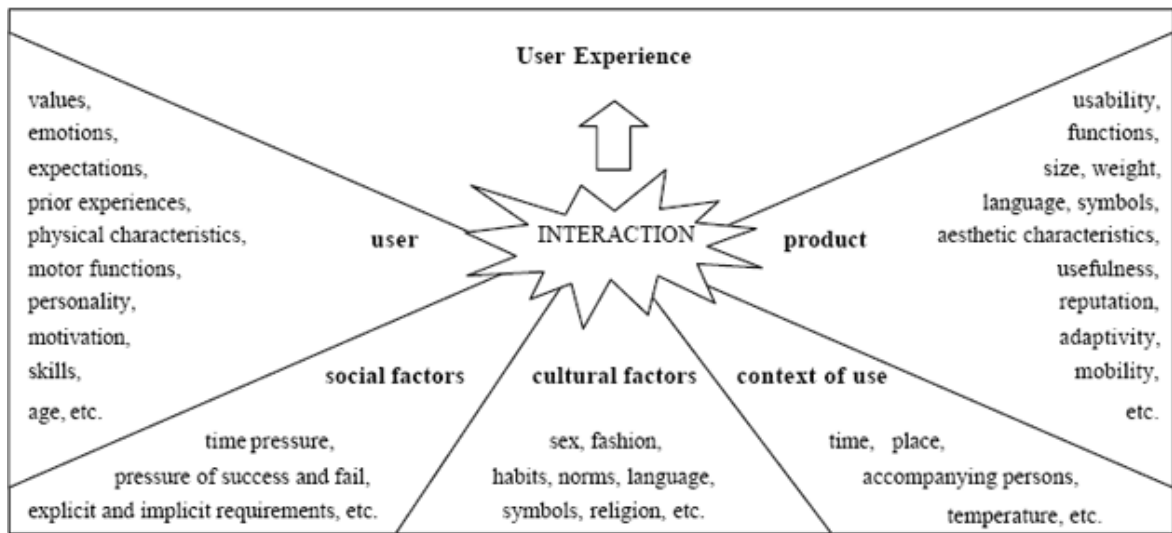 User Experience
values,
emotions,
expectations,
prior experiences,
physical characteristics,
motor functions,
personality,
motivation,
skills,
age, etc.
user
INTERACTION
product
usability,
functions,
size, weight,
language, symbols,
aesthetic characteristics,
usefulness,
reputation,
adaptivity,
mobility,
etc.
social factors
time pressure,
pressure of success and fail,
explicit and implicit requirements, etc.
cultural factors
sex, fashion,
habits, norms, language,
symbols, religion, etc.
context of use
time, place,
accompanying persons,
temperature, etc.